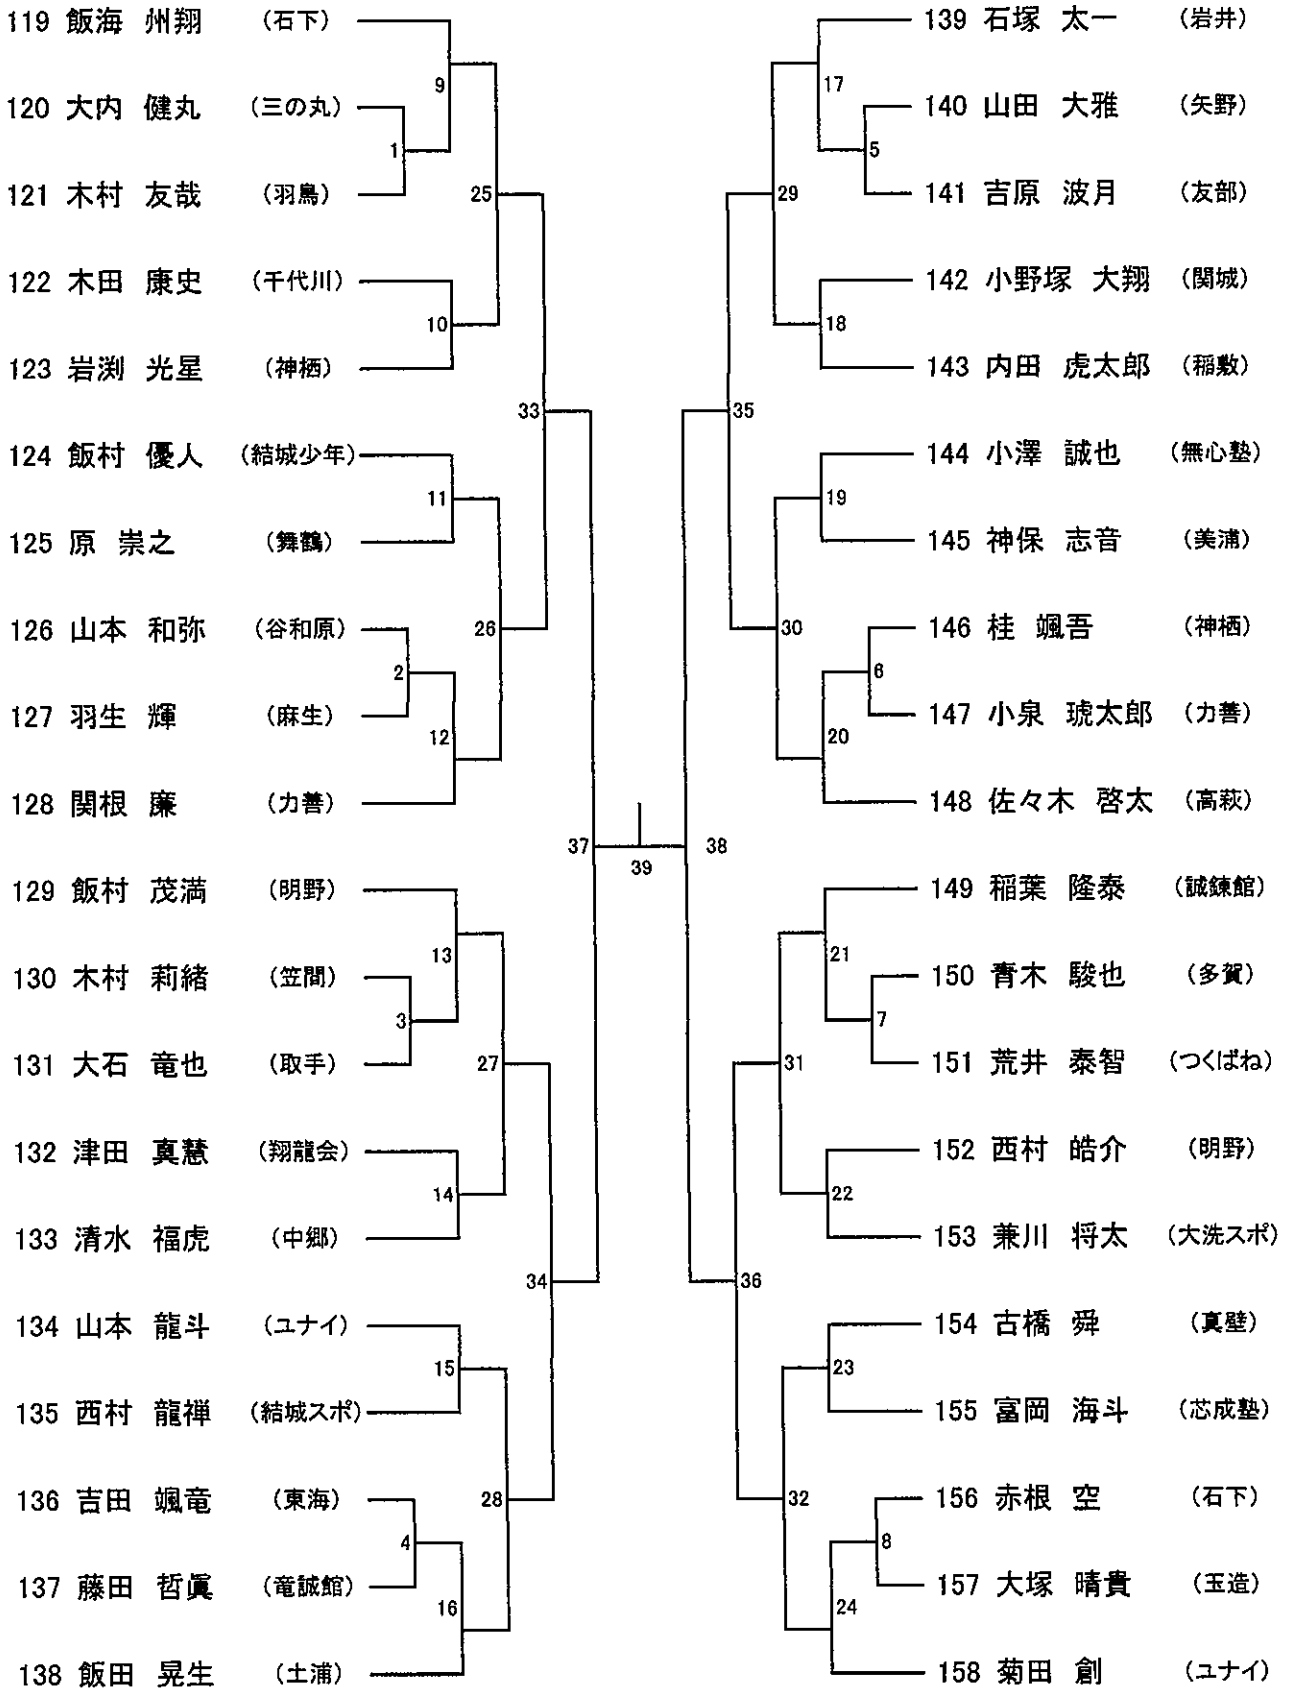 119 飯海 州翔 (石下)
9
120 大内 健丸 (三の丸)
1
121 木村 友哉 (羽鳥)
25
122 木田 康史 (千代川)
10
123 岩渕 光星 (神栖)
33
124 飯村 優人 (結城少年)
11
125 原 崇之 (舞鶴)
126 山本 和弥 (谷和原)
26
2
127 羽生 輝 (麻生)
12
128 関根 廉 (力善)
37
129 飯村 茂満 (明野)
13
130 木村 莉緒 (笠間)
3
131 大石 竜也 (取手)
27
132 津田 真慧 (翔龍会)
14
133 清水 福虎 (中郷)
34
134 山本 龍斗 (ユナイ)
15
135 西村 龍禅 (結城スポ)
136 吉田 颯竜 (東海)
28
4
137 藤田 哲眞 (竜誠館)
16
138 飯田 晃生 (土浦)
39
139 石塚 太一 (岩井)
17
140 山田 大雅 (矢野)
5
141 吉原 波月 (友部)
29
142 小野塚 大翔 (関城)
18
143 内田 虎太郎 (稲敷)
35
144 小澤 誠也 (無心塾)
19
145 神保 志音 (美浦)
146 桂 颯吾 (神栖)
30
6
147 小泉 琥太郎 (力善)
20
148 佐々木 啓太 (高萩)
38
149 稲葉 隆泰 (誠錬館)
21
150 青木 駿也 (多賀)
7
151 荒井 泰智 (つくばね)
31
152 西村 皓介 (明野)
22
153 兼川 将太 (大洗スポ)
36
154 古橋 舜 (真壁)
23
155 冨岡 海斗 (芯成塾)
156 赤根 空 (石下)
32
8
157 大塚 晴貴 (玉造)
24
158 菊田 創 (ユナイ)